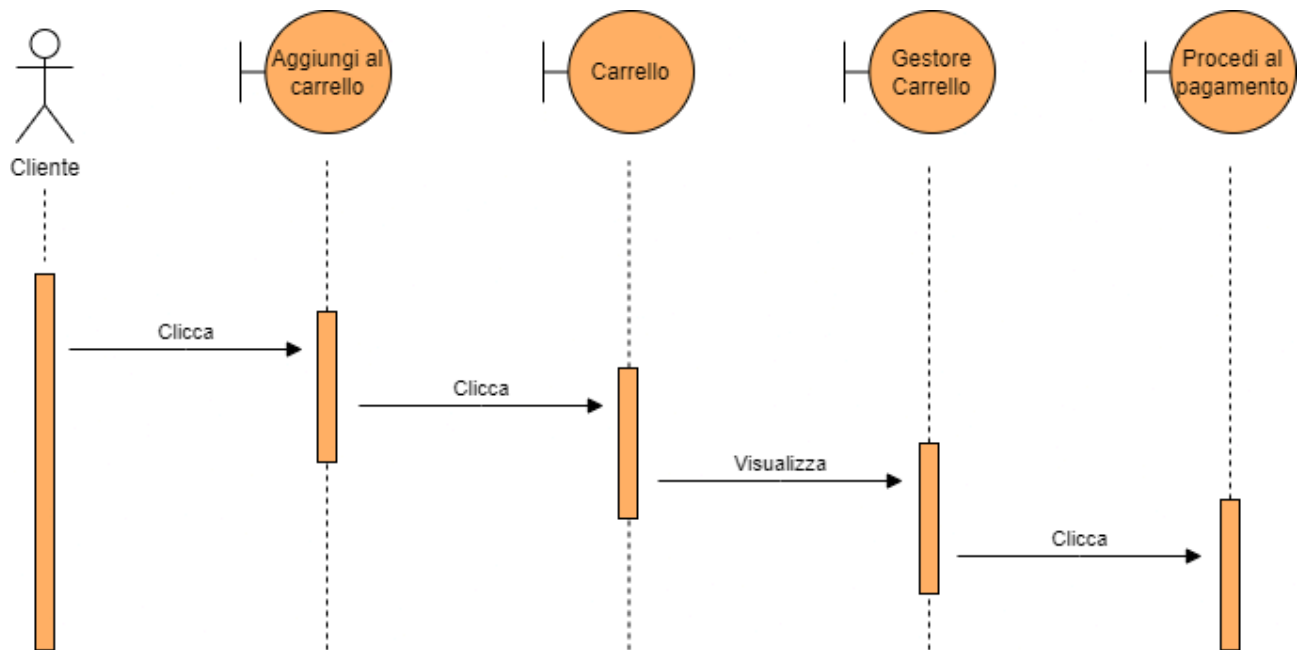 Aggiungi al
carrello
Carrello
Gestore
Carrello
Procedi al
pagamento
Cliente
Clicca
Clicca
Visualizza
Clicca